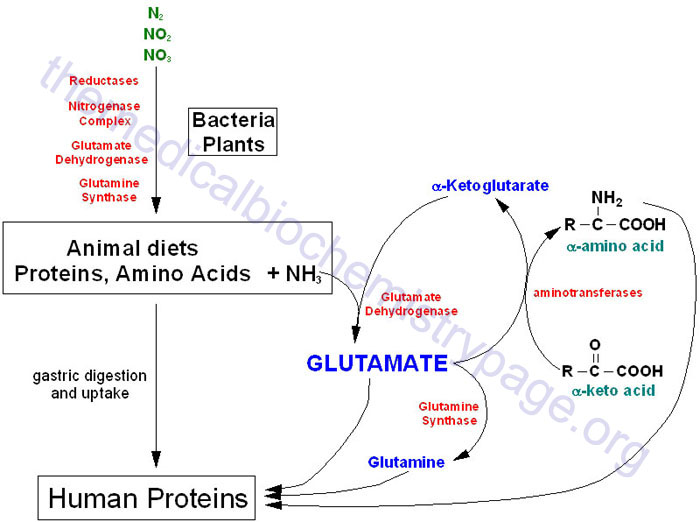 N₂
NO₂
NO₃
Reductases
Nitrogenase
Complex
Glutamate
Dehydrogenase
Glutamine
Synthase
Bacteria
Plants
Animal diets
Proteins, Amino Acids + NH₃
gastric digestion
and uptake
Human Proteins
α-Ketoglutarate
Glutamate
Dehydrogenase
GLUTAMATE
Glutamine
Synthase
Glutamine
NH₂
R–C–COOH
α-amino acid
aminotransferases
O
R–C–COOH
α-keto acid
themedicalbiochemistrypage.org